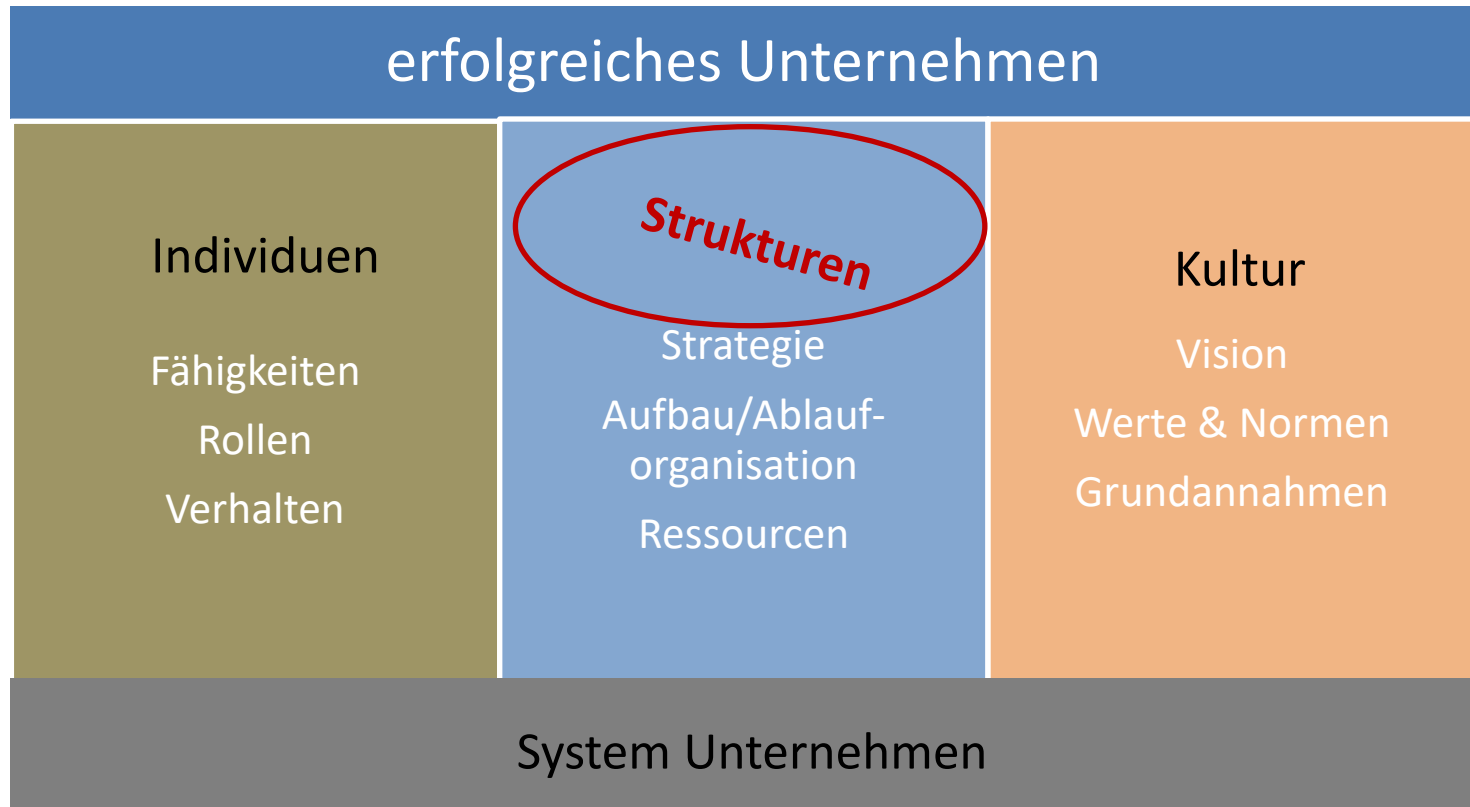 erfolgreiches Unternehmen
Individuen
Fähigkeiten
Rollen
Verhalten
Strukturen
Strategie
Aufbau/Ablauf-
organisation
Ressourcen
Kultur
Vision
Werte & Normen
Grundannahmen
System Unternehmen